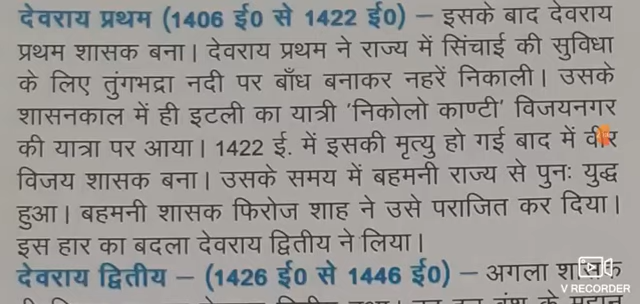 देवराय प्रथम (1406 ई0 से 1422 ई0) – इसके बाद देवराय
प्रथम शासक बना। देवराय प्रथम ने राज्य में सिंचाई की सुविधा
के लिए तुंगभद्रा नदी पर बाँध बनाकर नहरें निकाली। उसके
शासनकाल में ही इटली का यात्री 'निकोलो काण्टी' विजयनगर
की यात्रा पर आया। 1422 ई. में इसकी मृत्यु हो गई बाद में वीर
विजय शासक बना। उसके समय में बहमनी राज्य से पुनः युद्ध
हुआ। बहमनी शासक फिरोज शाह ने उसे पराजित कर दिया।
इस हार का बदला देवराय द्वितीय ने लिया।
देवराय द्वितीय – (1426 ई0 से 1446 ई0) – अगला शासक
V RECORDER